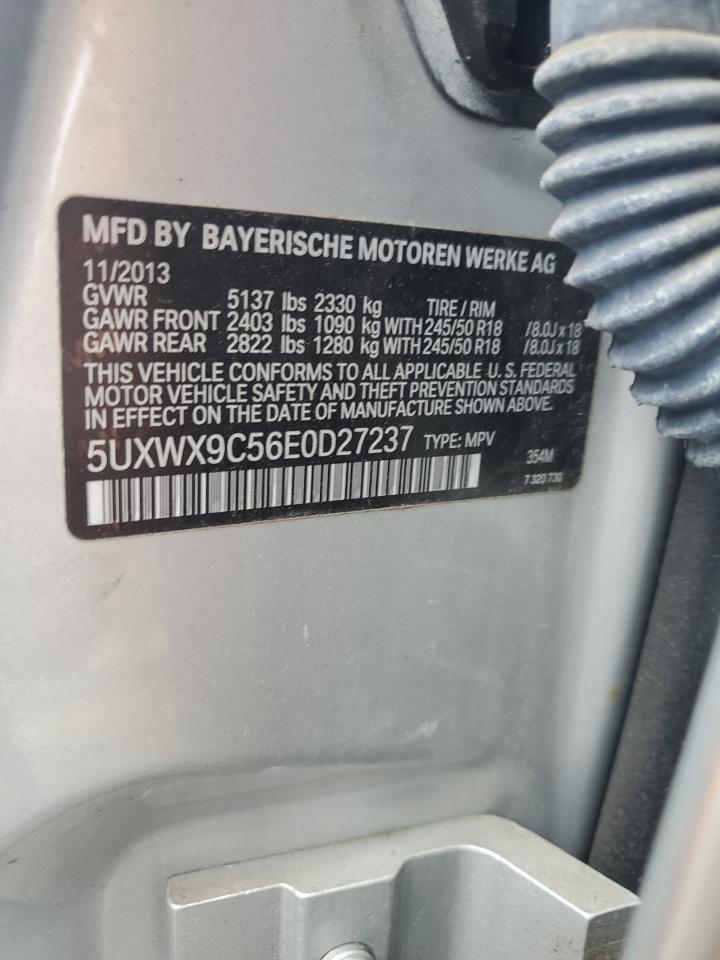 MFD BY BAYERISCHE MOTOREN WERKE AG
11/2013
GVWR 5137 lbs 2330 kg TIRE / RIM
GAWR FRONT 2403 lbs 1090 kg WITH 245/50 R18 /8.0J x 18
GAWR REAR 2822 lbs 1280 kg WITH 245/50 R18 /8.0J x 18
THIS VEHICLE CONFORMS TO ALL APPLICABLE U. S. FEDERAL
MOTOR VEHICLE SAFETY AND THEFT PREVENTION STANDARDS
IN EFFECT ON THE DATE OF MANUFACTURE SHOWN ABOVE.
5UXWX9C56E0D27237 TYPE: MPV 354M
7 320 730